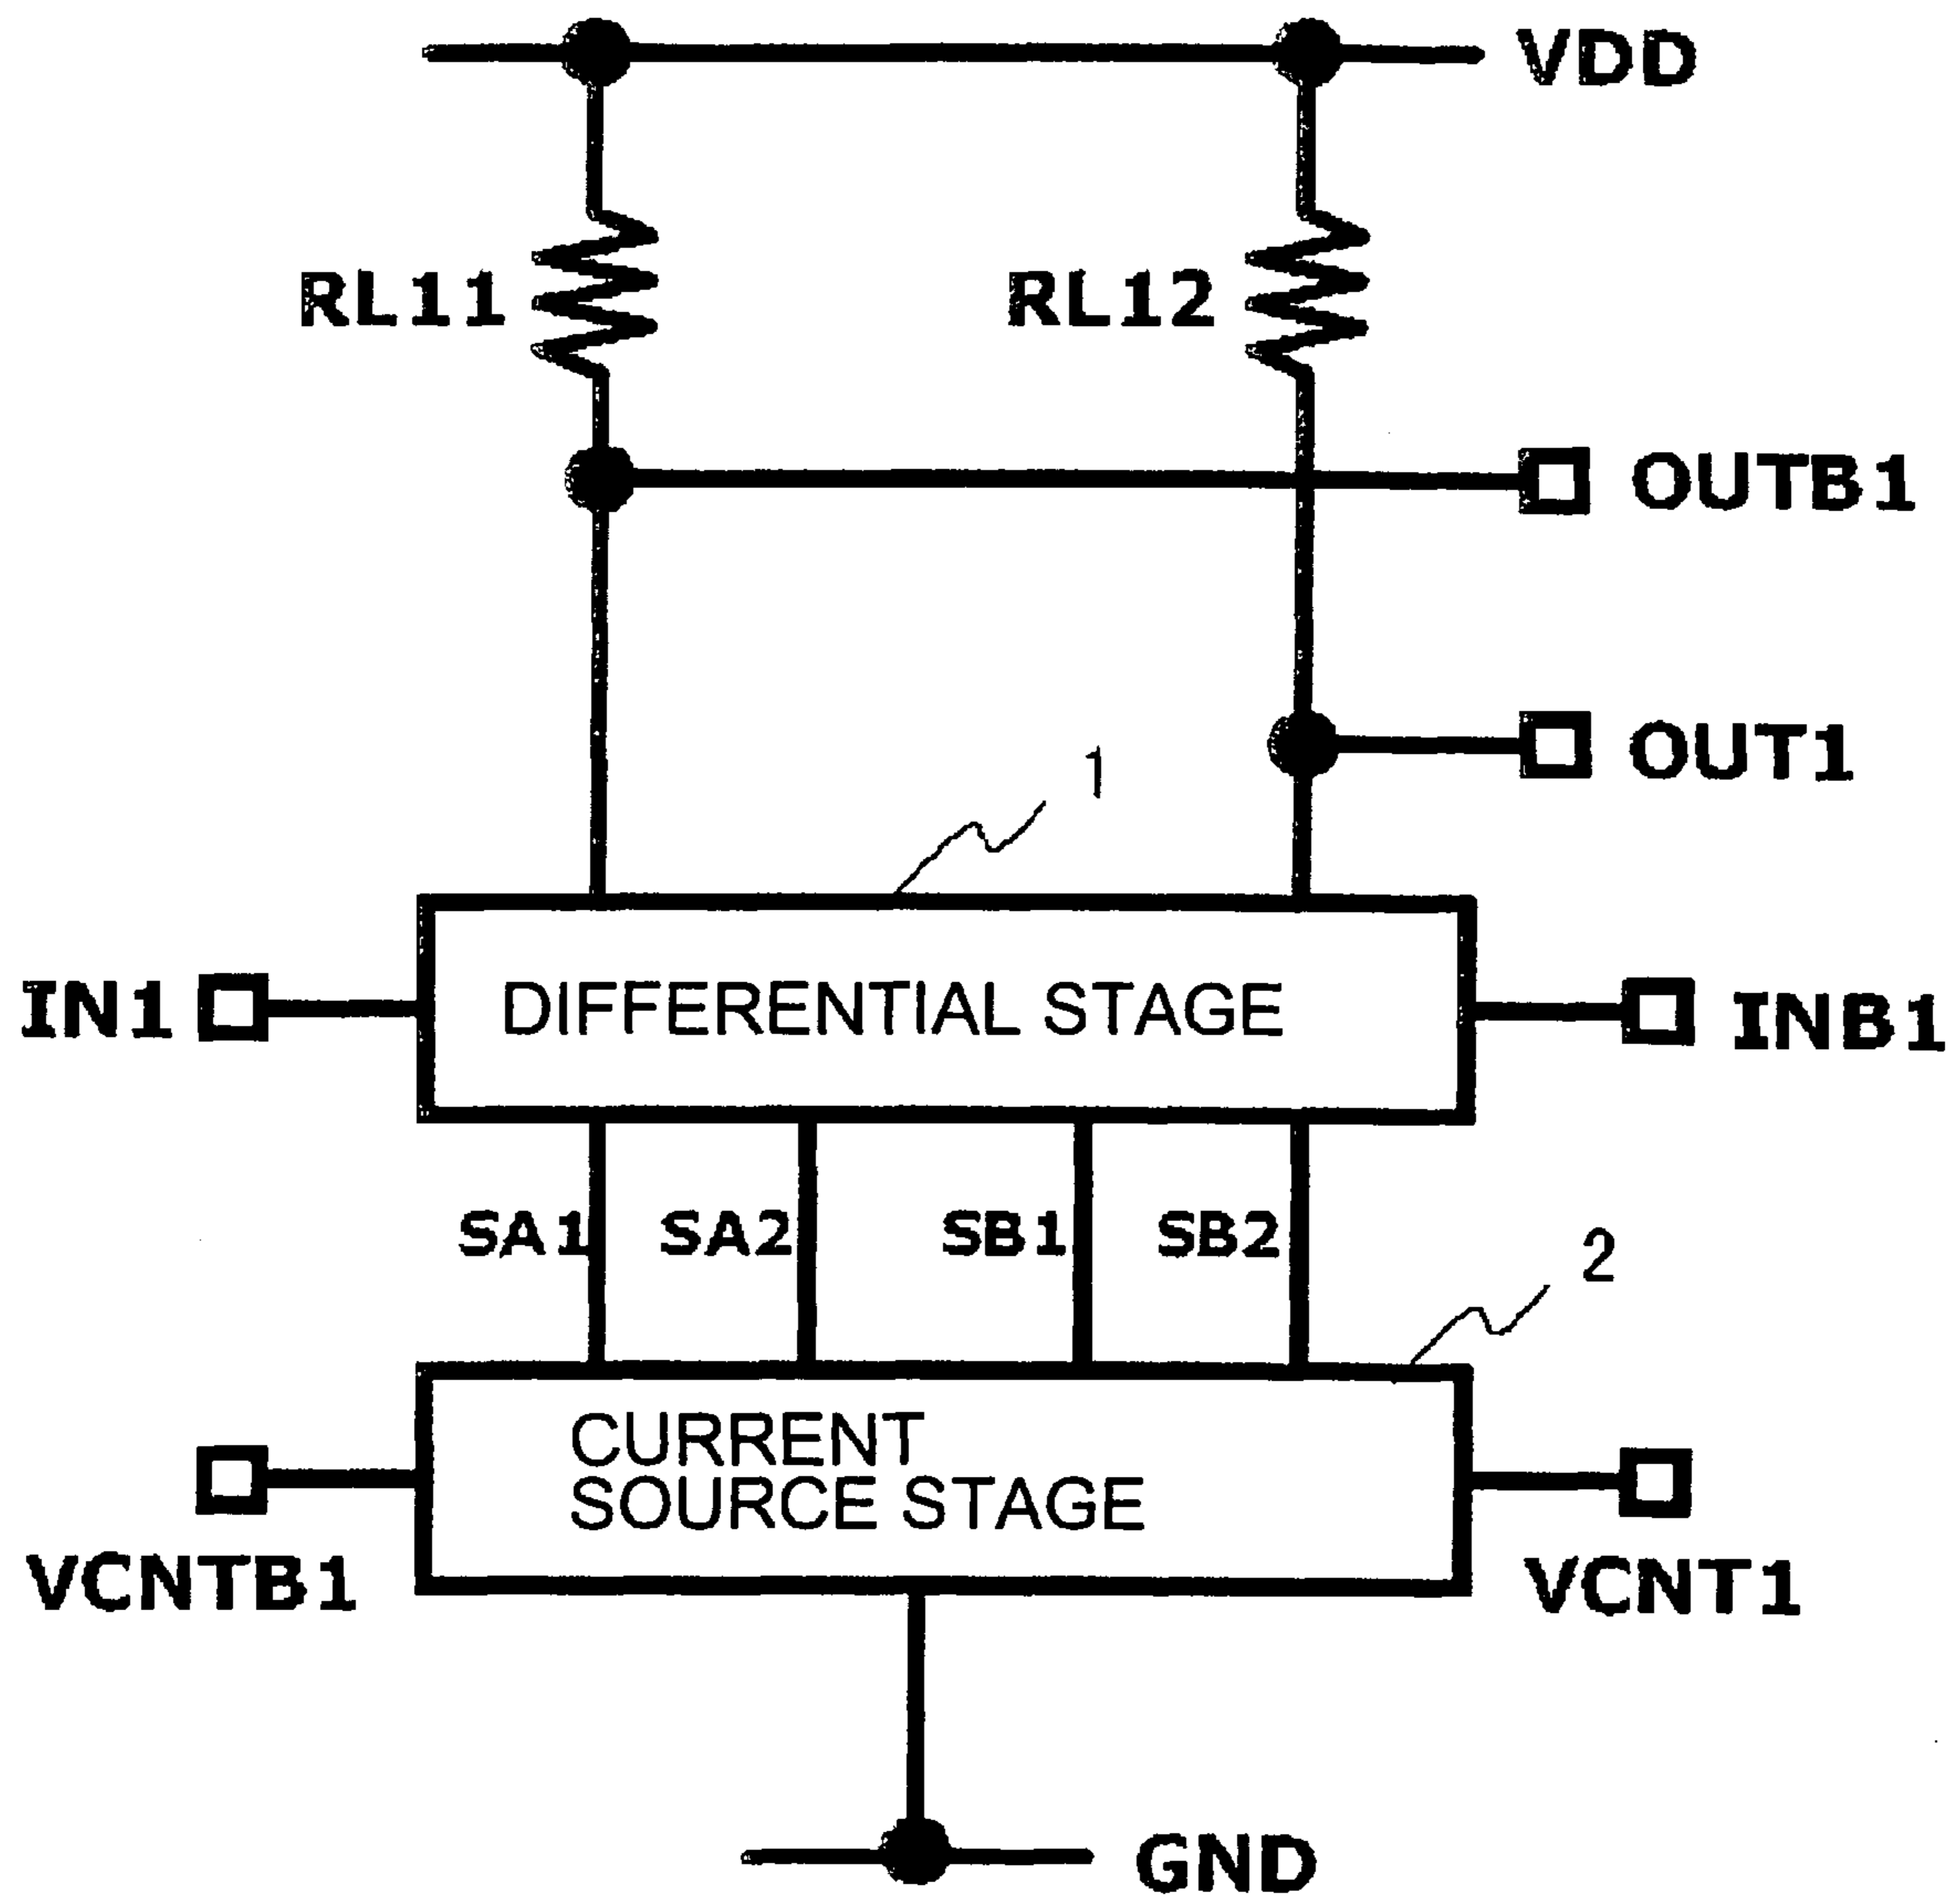 VDD
RL11
RL12
OUTB1
OUT1
1
IN1
DIFFERENTIAL STAGE
INB1
SA1
SA2
SB1
SB2
2
CURRENT
SOURCE STAGE
VCNTB1
VCNT1
GND